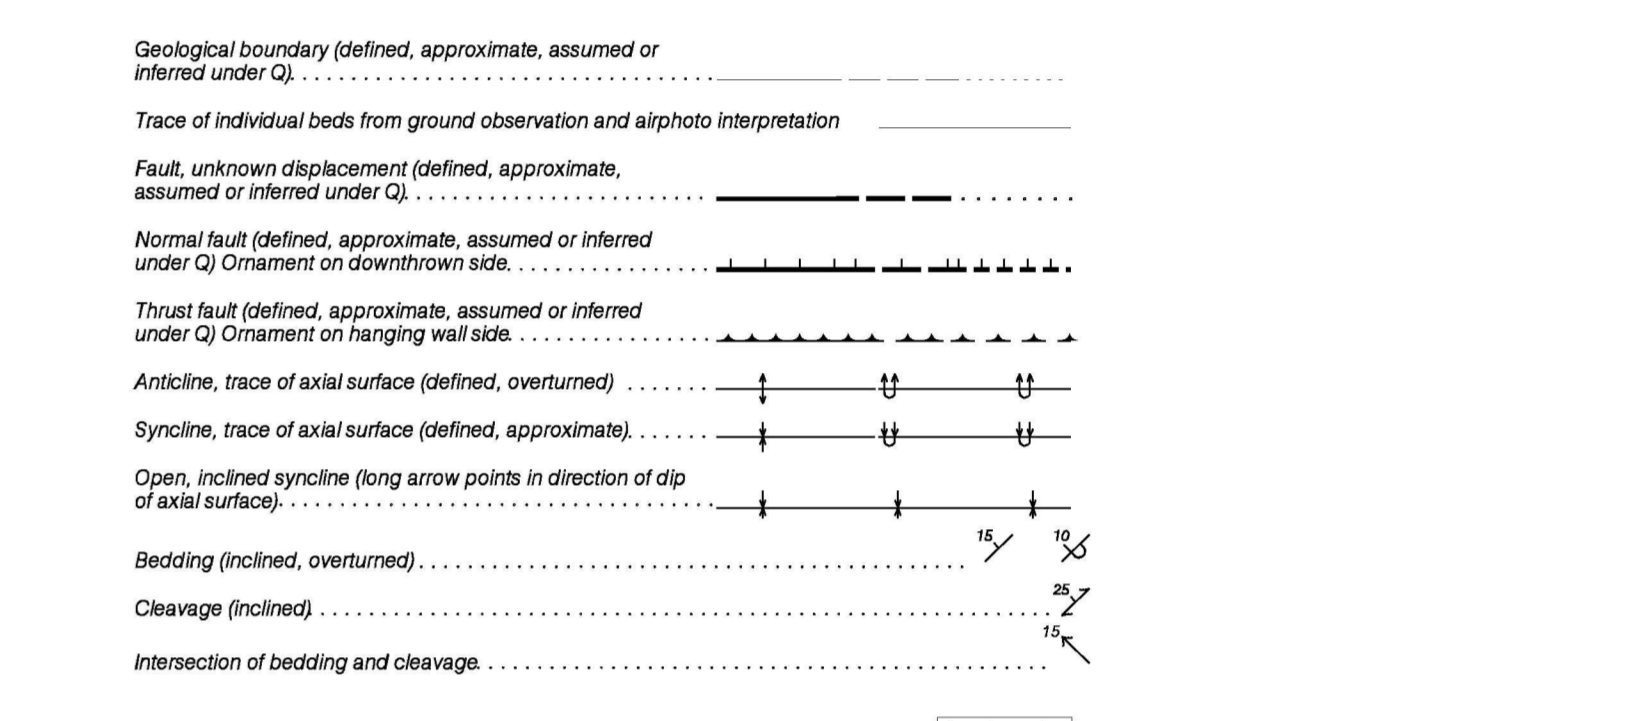 Geological boundary (defined, approximate, assumed or
inferred under Q). . . . . . . . . . . . . . . . . . . . . . . . . . . . . . . . . . .
Trace of individual beds from ground observation and airphoto interpretation
Fault, unknown displacement (defined, approximate,
assumed or inferred under Q). . . . . . . . . . . . . . . . . . . . . . . . .
Normal fault (defined, approximate, assumed or inferred
under Q) Ornament on downthrown side. . . . . . . . . . . . . . . . .
Thrust fault (defined, approximate, assumed or inferred
under Q) Ornament on hanging wall side. . . . . . . . . . . . . . . . .
Anticline, trace of axial surface (defined, overturned) . . . . . . .
Syncline, trace of axial surface (defined, approximate). . . . . . .
Open, inclined syncline (long arrow points in direction of dip
of axial surface). . . . . . . . . . . . . . . . . . . . . . . . . . . . . . . . . . . .
15 10
Bedding (inclined, overturned) . . . . . . . . . . . . . . . . . . . . . . . . . . . . . . . . . . . . . . . . . . . . .
25
Cleavage (inclined) . . . . . . . . . . . . . . . . . . . . . . . . . . . . . . . . . . . . . . . . . . . . . . . . . . . . . . . . . . . .
15
Intersection of bedding and cleavage. . . . . . . . . . . . . . . . . . . . . . . . . . . . . . . . . . . . . . . . . . . . . . .